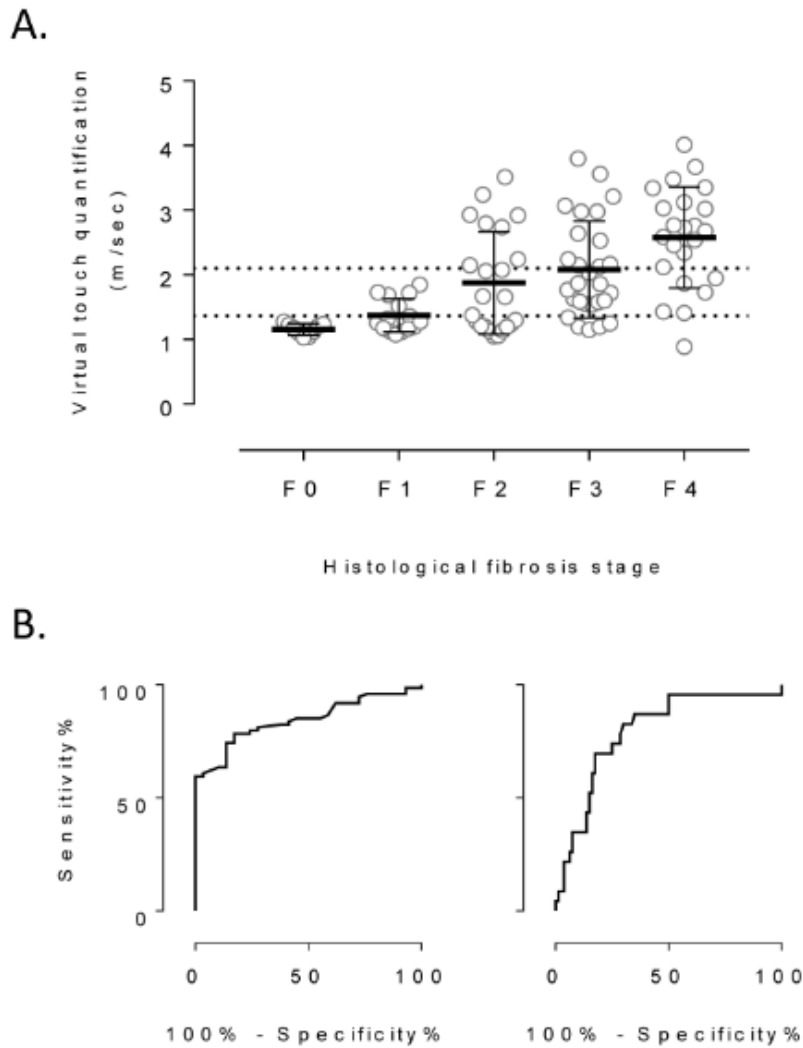 A.
Virtual touch quantification
(m/sec)
5
4
3
2
1
0
F0 F1 F2 F3 F4
Histological fibrosis stage
B.
Sensitivity%
100
50
0
0 50 100
0 50 100
100% - Specificity%
100% - Specificity%